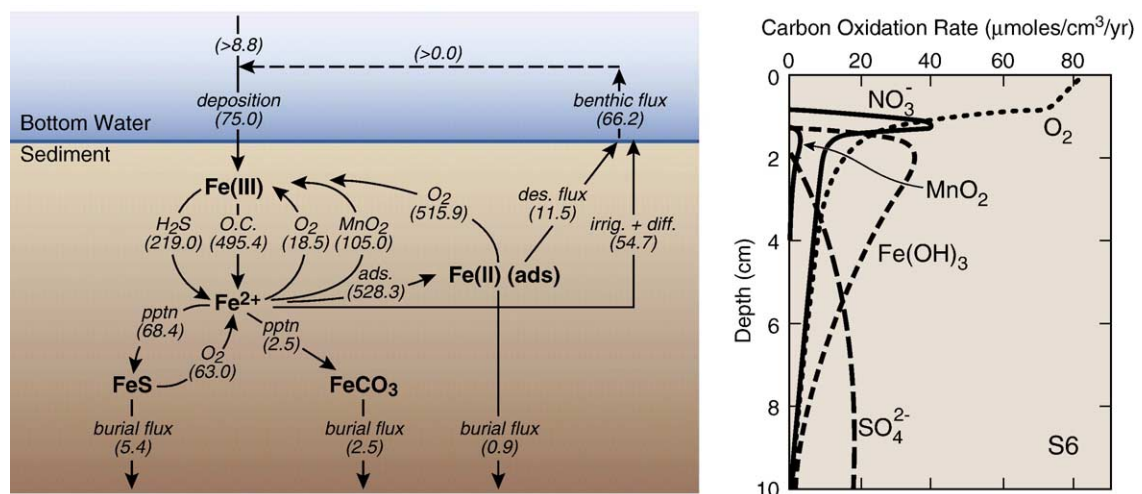 (>8.8)
(>0.0)
deposition
(75.0)
benthic flux
(66.2)
Bottom Water
Sediment
Fe(III)
H2S
(219.0)
O.C.
(495.4)
O2
(18.5)
MnO2
(105.0)
O2
(515.9)
des. flux
(11.5)
irrig. + diff.
(54.7)
ads.
(528.3)
Fe(II) (ads)
Fe2+
pptn
(68.4)
O2
(63.0)
pptn
(2.5)
FeS
FeCO3
burial flux
(5.4)
burial flux
(2.5)
burial flux
(0.9)
Carbon Oxidation Rate (μmoles/cm3/yr)
0 20 40 60 80
0
2
4
6
8
10
Depth (cm)
NO3-
O2
MnO2
Fe(OH)3
SO42-
S6